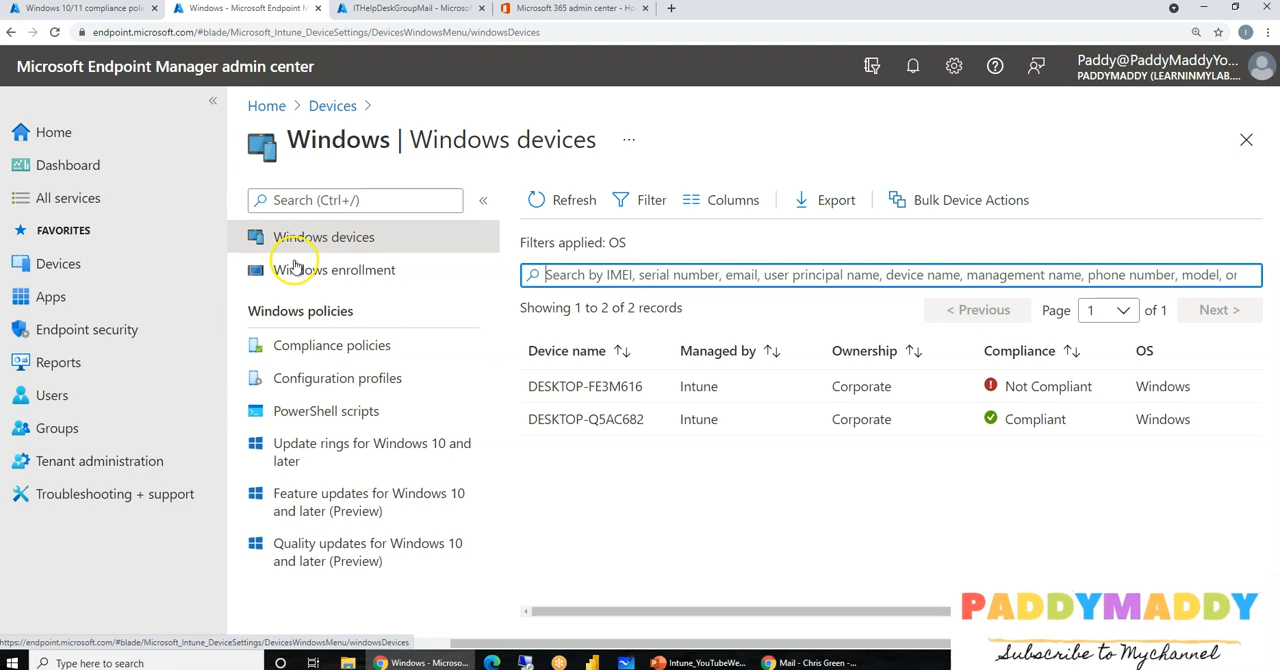 Windows 10/11 compliance polic
Windows - Microsoft Endpoint M
ITHelpDeskGroupMail - Microsof
Microsoft 365 admin center - Ho
endpoint.microsoft.com/#blade/Microsoft_Intune_DeviceSettings/DevicesWindowsMenu/windowsDevices
Microsoft Endpoint Manager admin center
Paddy@PaddyMaddyYo...
PADDYMADDY (LEARNINMYLAB....
Home
Dashboard
All services
FAVORITES
Devices
Apps
Endpoint security
Reports
Users
Groups
Tenant administration
Troubleshooting + support
Home > Devices >
Windows | Windows devices ...
Search (Ctrl+/)
Windows devices
Windows enrollment
Windows policies
Compliance policies
Configuration profiles
PowerShell scripts
Update rings for Windows 10 and
later
Feature updates for Windows 10
and later (Preview)
Quality updates for Windows 10
and later (Preview)
Refresh Filter Columns Export Bulk Device Actions
Filters applied: OS
Search by IMEI, serial number, email, user principal name, device name, management name, phone number, model, or
Showing 1 to 2 of 2 records
< Previous Page 1 of 1 Next >
Device name Managed by Ownership Compliance OS
DESKTOP-FE3M616 Intune Corporate Not Compliant Windows
DESKTOP-Q5AC682 Intune Corporate Compliant Windows
PADDYMADDY
Subscribe to Mychannel
https://endpoint.microsoft.com/#blade/Microsoft_Intune_DeviceSettings/DevicesWindowsMenu/windowsDevices
Type here to search
Windows - Microso...
Intune_YouTubeWe...
Mail - Chris Green -...